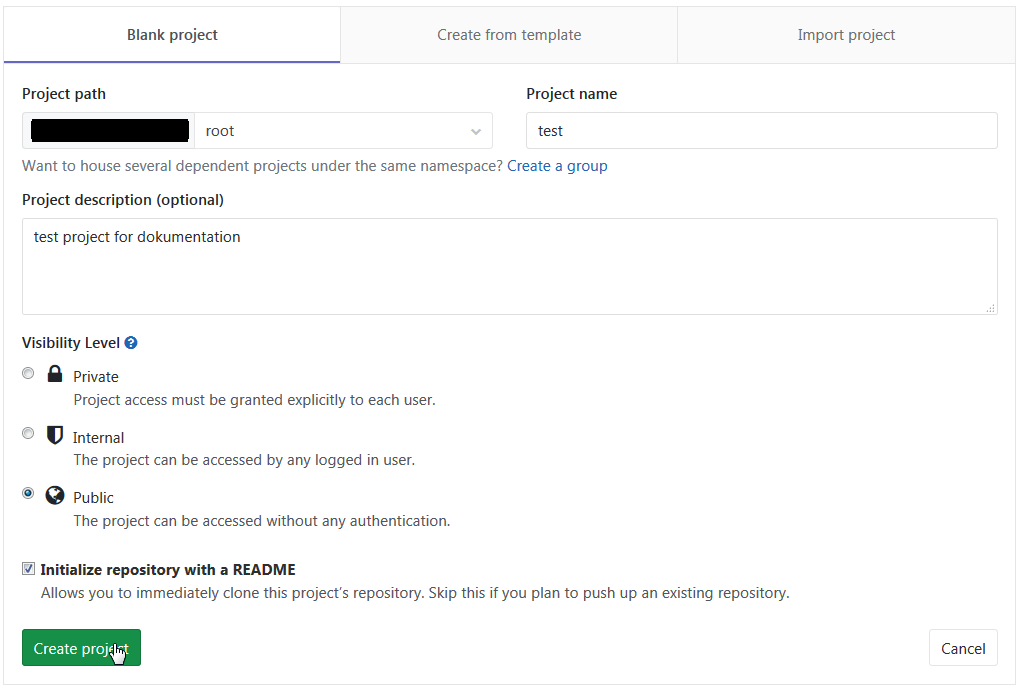 Blank project
Create from template
Import project
Project path
Project name
root
test
Want to house several dependent projects under the same namespace? Create a group
Project description (optional)
test project for dokumentation
Visibility Level
Private
Project access must be granted explicitly to each user.
Internal
The project can be accessed by any logged in user.
Public
The project can be accessed without any authentication.
Initialize repository with a README
Allows you to immediately clone this project’s repository. Skip this if you plan to push up an existing repository.
Create project
Cancel